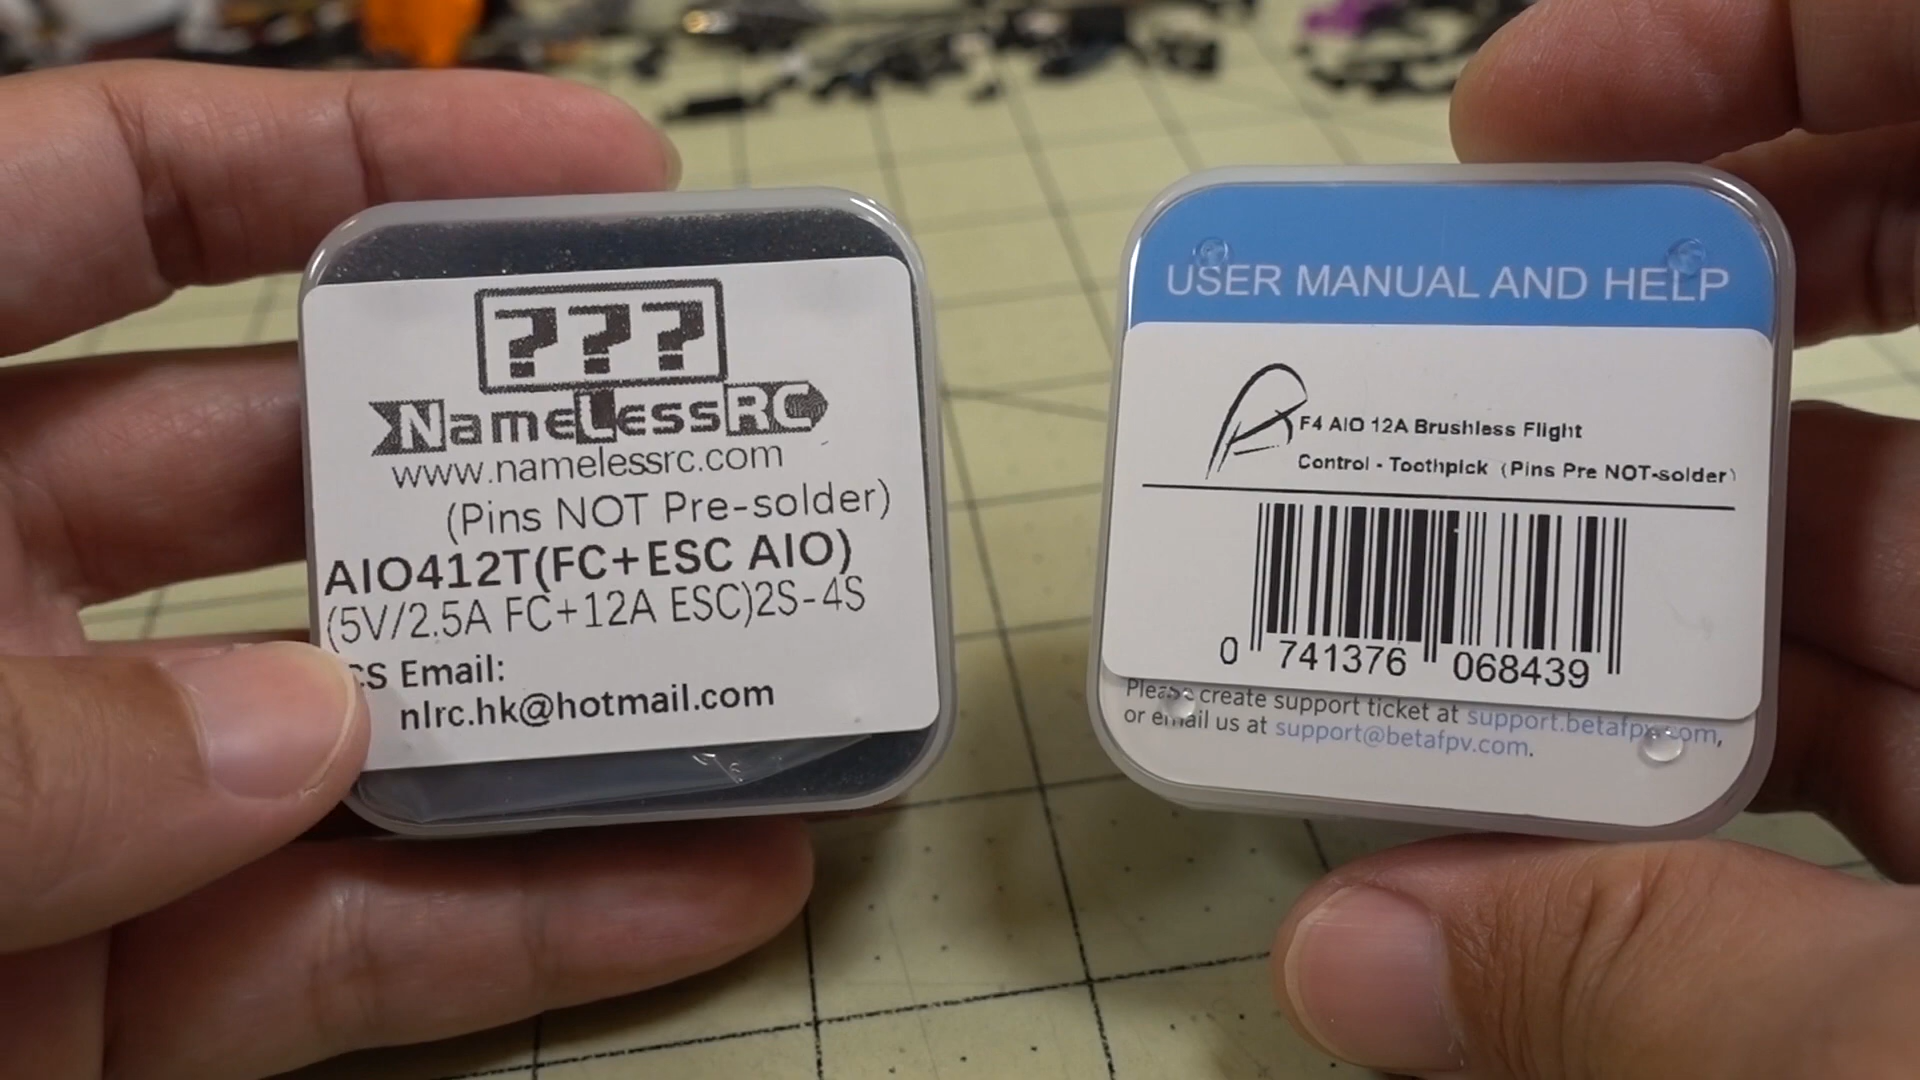 ???
NameLessRC
www.namelessrc.com
(Pins NOT Pre-solder)
AIO412T(FC+ESC AIO)
(5V/2.5A FC+12A ESC)2S-4S
CS Email:
nlrc.hk@hotmail.com
USER MANUAL AND HELP
F4 AIO 12A Brushless Flight
Control - Toothpick (Pins Pre NOT-solder)
0 741376 068439
Please create support ticket at support.betafpv.com,
or email us at support@betafpv.com.